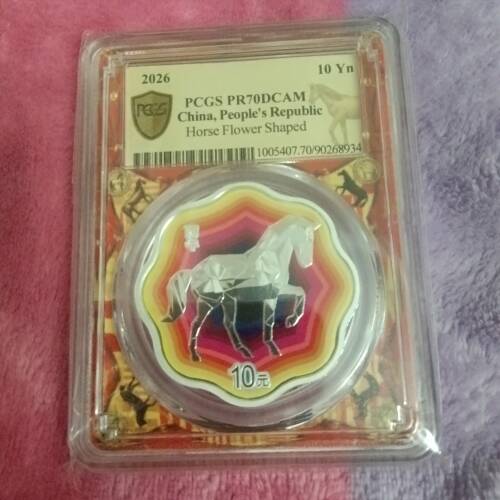 2026
10 Yn
PCGS
PCGS PR70DCAM
China, People's Republic
Horse Flower Shaped
1005407.70/90268934
10元